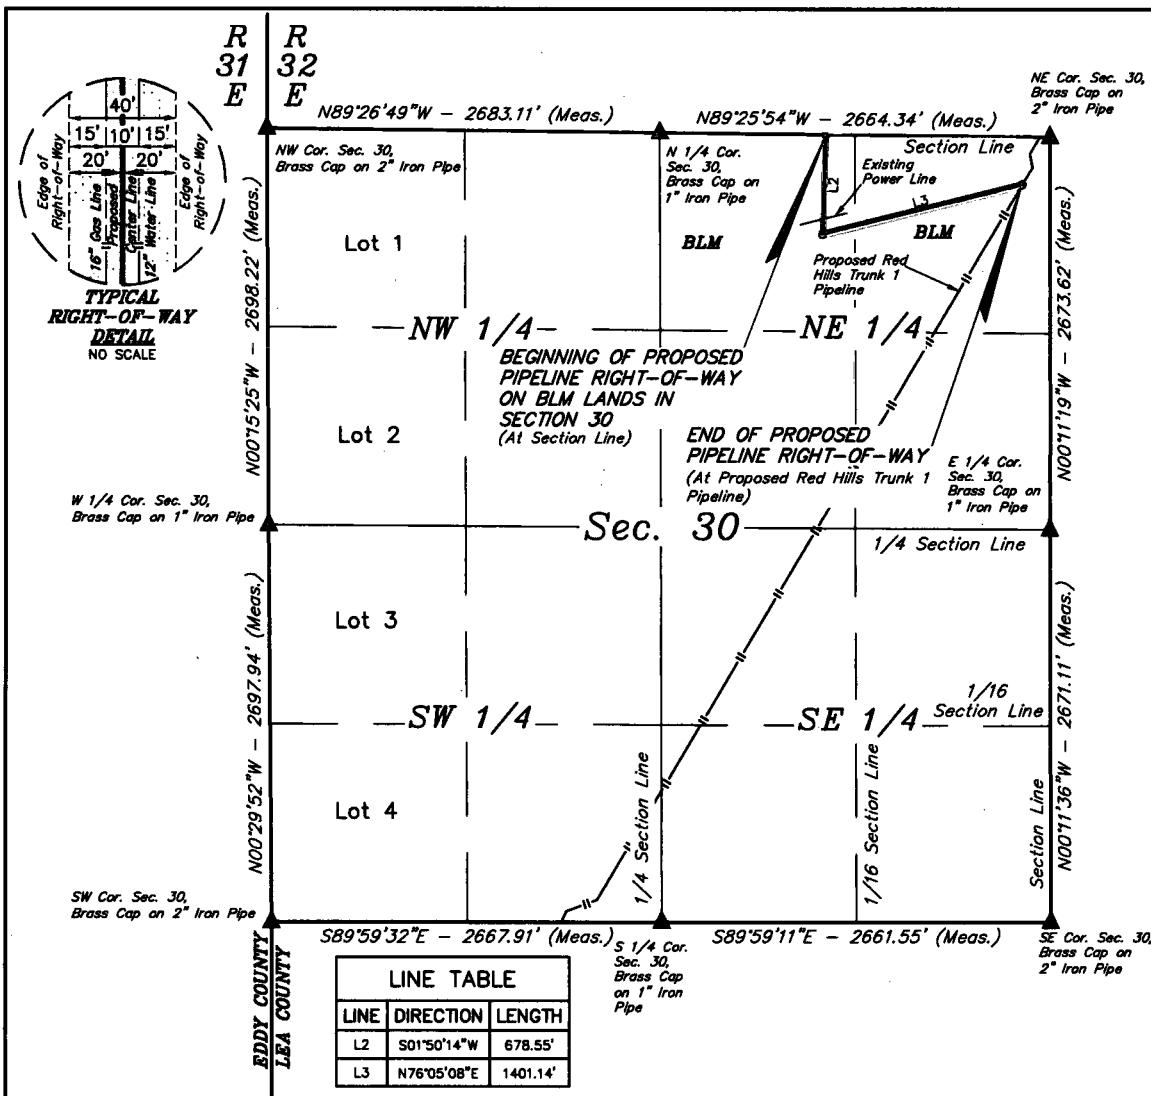 R R
31 32
E E
40'
15' 10' 15'
20' 20'
Edge of
Right-of-Way
16" Gas Line
Proposed
Center Line
12" Water Line
Edge of
Right-of-Way
TYPICAL
RIGHT-OF-WAY
DETAIL
NO SCALE
N89°26'49"W - 2683.11' (Meas.)
N89°25'54"W - 2664.34' (Meas.)
NE Cor. Sec. 30,
Brass Cap on
2" Iron Pipe
NW Cor. Sec. 30,
Brass Cap on 2" Iron Pipe
N 1/4 Cor.
Sec. 30,
Brass Cap on
1" Iron Pipe
Section Line
L2
Existing
Power Line
L3
BLM
BLM
Lot 1
Proposed Red
Hills Trunk 1
Pipeline
N00°15'25"W - 2698.22' (Meas.)
N00°11'19"W - 2673.62' (Meas.)
NW 1/4
NE 1/4
BEGINNING OF PROPOSED
PIPELINE RIGHT-OF-WAY
ON BLM LANDS IN
SECTION 30
(At Section Line)
Lot 2
END OF PROPOSED
PIPELINE RIGHT-OF-WAY
(At Proposed Red Hills Trunk 1
Pipeline)
E 1/4 Cor.
Sec. 30,
Brass Cap on
1" Iron Pipe
W 1/4 Cor. Sec. 30,
Brass Cap on 1" Iron Pipe
Sec. 30
1/4 Section Line
Lot 3
N00°29'52"W - 2697.94' (Meas.)
N00°11'36"W - 2671.11' (Meas.)
1/16
Section Line
SW 1/4
SE 1/4
Lot 4
1/4 Section Line
1/16 Section Line
Section Line
SW Cor. Sec. 30,
Brass Cap on 2" Iron Pipe
S89°59'32"E - 2667.91' (Meas.)
S89°59'11"E - 2661.55' (Meas.)
S 1/4 Cor.
Sec. 30,
Brass Cap
on 1" Iron
Pipe
SE Cor. Sec. 30,
Brass Cap on
2" Iron Pipe
EDDY COUNTY
LEA COUNTY
LINE TABLE
LINE DIRECTION LENGTH
L2 S01°50'14"W 678.55'
L3 N76°05'08"E 1401.14'